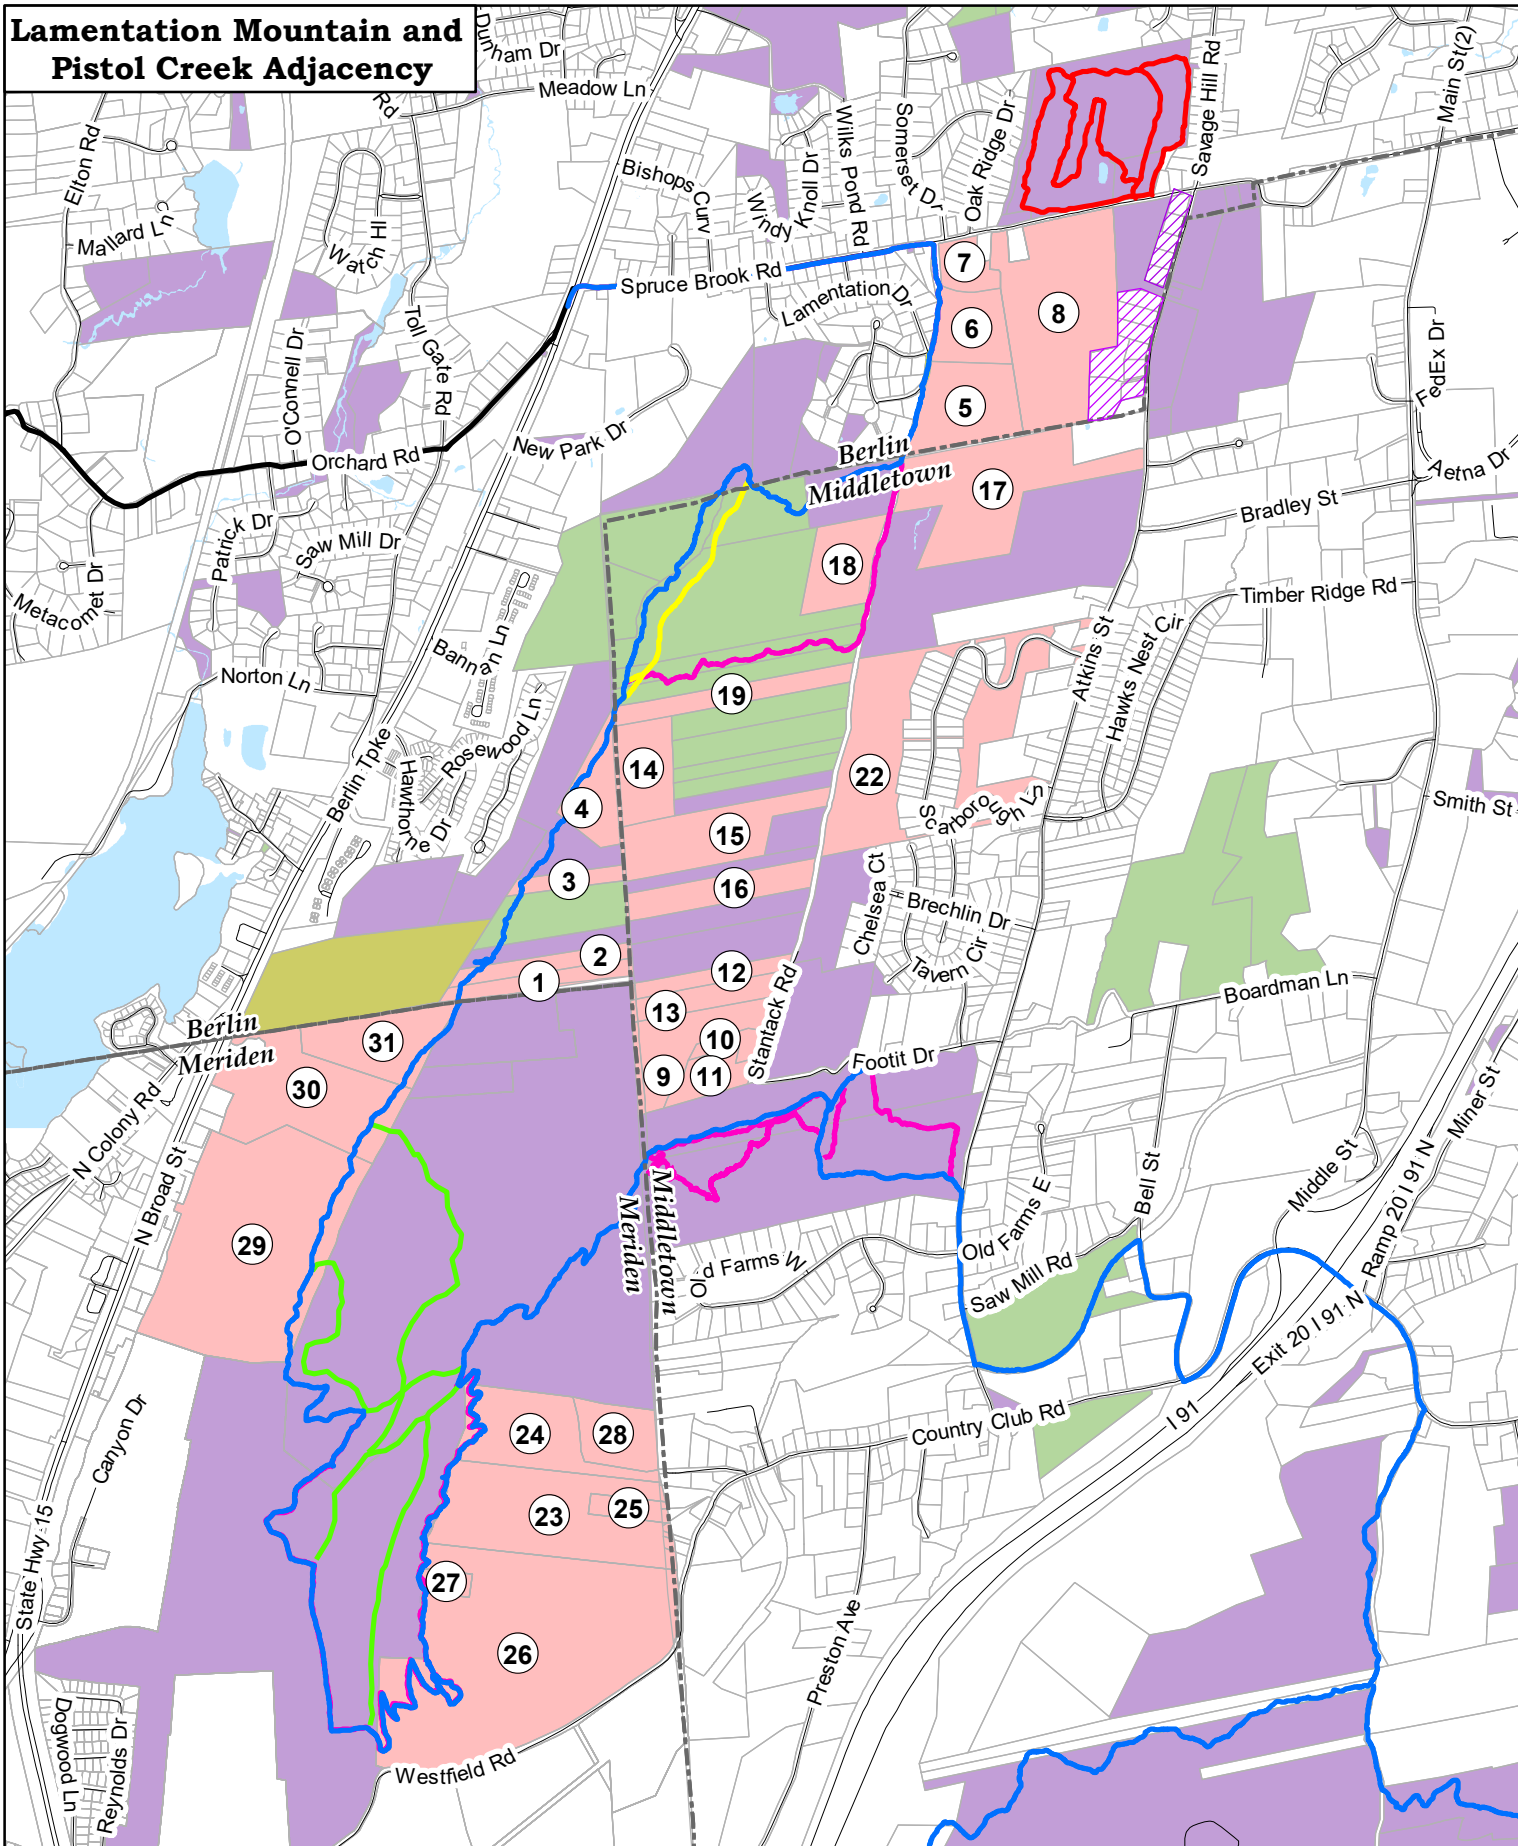 Lamentation Mountain and
Pistol Creek Adjacency
Dunham Dr
Meadow Ln
Rd
Elton Rd
Mallard Ln
Watch Hl
Toll Gate Rd
O'Connell Dr
Orchard Rd
New Park Dr
Bishops Curv
Windy Knoll Dr
Wilks Pond Rd
Somerset Dr
Oak Ridge Dr
Savage Hill Rd
Main St(2)
Spruce Brook Rd
Lamentation Dr
7
6
8
5
Berlin
Middletown
17
18
FedEx Dr
Aetna Dr
Bradley St
Timber Ridge Rd
Atkins St
Hawks Nest Cir
Patrick Dr
Saw Mill Dr
Metacomet Dr
Norton Ln
Bannan Ln
Rosewood Ln
Hawthorne Dr
Berlin Tpke
19
14
22
4
15
3
16
Scarborough Ln
Smith St
Chelsea Ct
Brechlin Dr
Tavern Cir
2
1
12
13
10
9
11
Stantack Rd
Footit Dr
Boardman Ln
Berlin
Meriden
31
30
N Colony Rd
N Broad St
29
Middletown
Meriden
Old Farms W
Old Farms E
Saw Mill Rd
Bell St
Middle St
Miner St
Ramp 20 I 91 N
Exit 20 I 91 N
I 91
Country Club Rd
Canyon Dr
State Hwy 15
24
28
23
25
27
26
Preston Ave
Westfield Rd
Dogwood Ln
Reynolds Dr